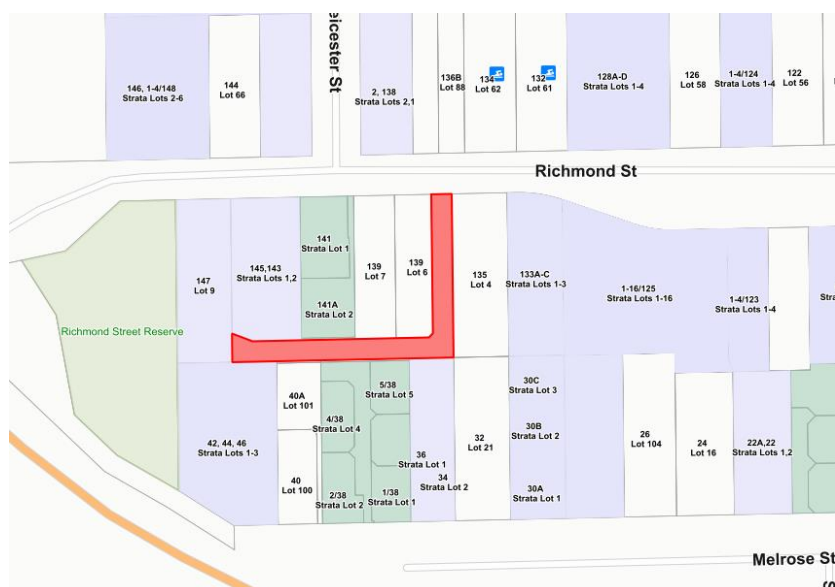 eicester St
146, 1-4/148
Strata Lots 2-6
144
Lot 66
2, 138
Strata Lots 2,1
136B
Lot 88
134
Lot 62
132
Lot 61
128A-D
Strata Lots 1-4
126
Lot 58
1-4/124
Strata Lots 1-4
122
Lot 56
Richmond St
147
Lot 9
145,143
Strata Lots 1,2
141
Strata Lot 1
141A
Strata Lot 2
139
Lot 7
139
Lot 6
135
Lot 4
133A-C
Strata Lots 1-3
1-16/125
Strata Lots 1-16
1-4/123
Strata Lots 1-4
Stra
Richmond Street Reserve
42, 44, 46
Strata Lots 1-3
40A
Lot 101
40
Lot 100
4/38
Strata Lot 4
2/38
Strata Lot 2
5/38
Strata Lot 5
1/38
Strata Lot 1
36
Strata Lot 1
34
Strata Lot 2
32
Lot 21
30C
Strata Lot 3
30B
Strata Lot 2
30A
Strata Lot 1
26
Lot 104
24
Lot 16
22A,22
Strata Lots 1,2
Melrose St